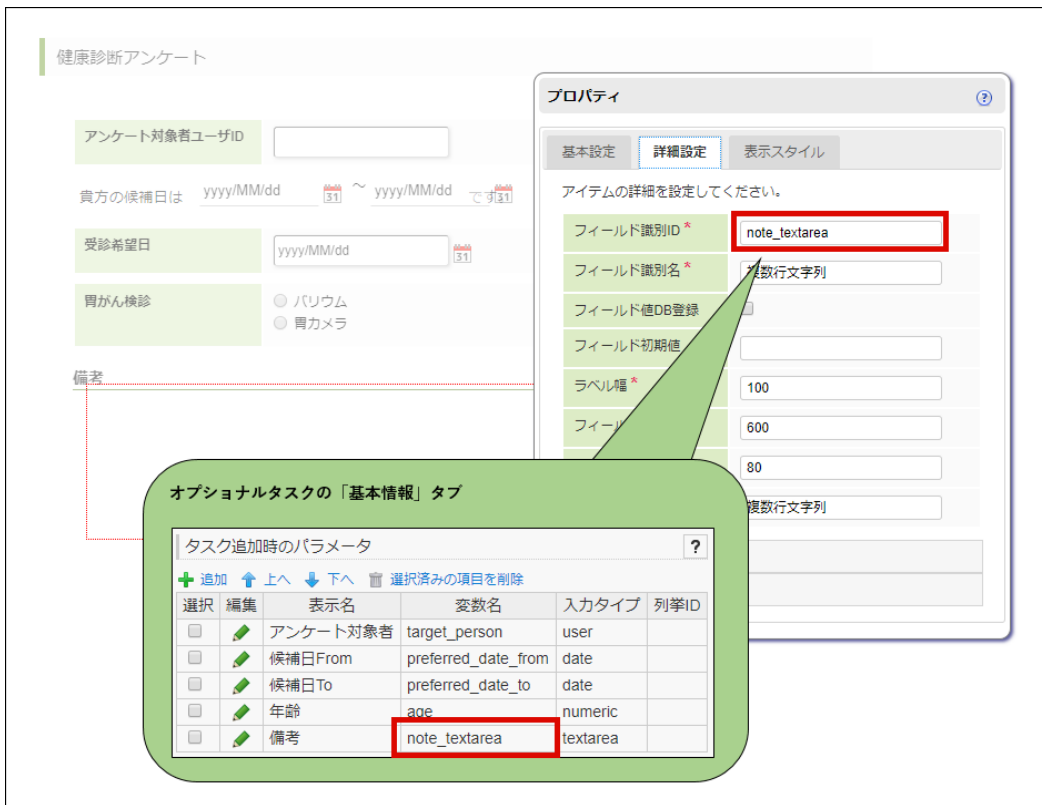 健康診断アンケート
アンケート対象者ユーザID
貴方の候補日は yyyy/MM/dd 31 ～ yyyy/MM/dd です 31
受診希望日 yyyy/MM/dd 31
胃がん検診 バリウム
胃カメラ
備考
プロパティ ?
基本設定 詳細設定 表示スタイル
アイテムの詳細を設定してください。
フィールド識別ID * note_textarea
フィールド識別名 * 複数行文字列
フィールド値DB登録
フィールド初期値
ラベル幅 * 100
フィール 600
80
複数行文字列
オプショナルタスクの「基本情報」タブ
タスク追加時のパラメータ ?
追加 上へ 下へ 選択済みの項目を削除
選択 編集 表示名 変数名 入力タイプ 列挙ID
アンケート対象者 target_person user
候補日From preferred_date_from date
候補日To preferred_date_to date
年齢 age numeric
備考 note_textarea textarea